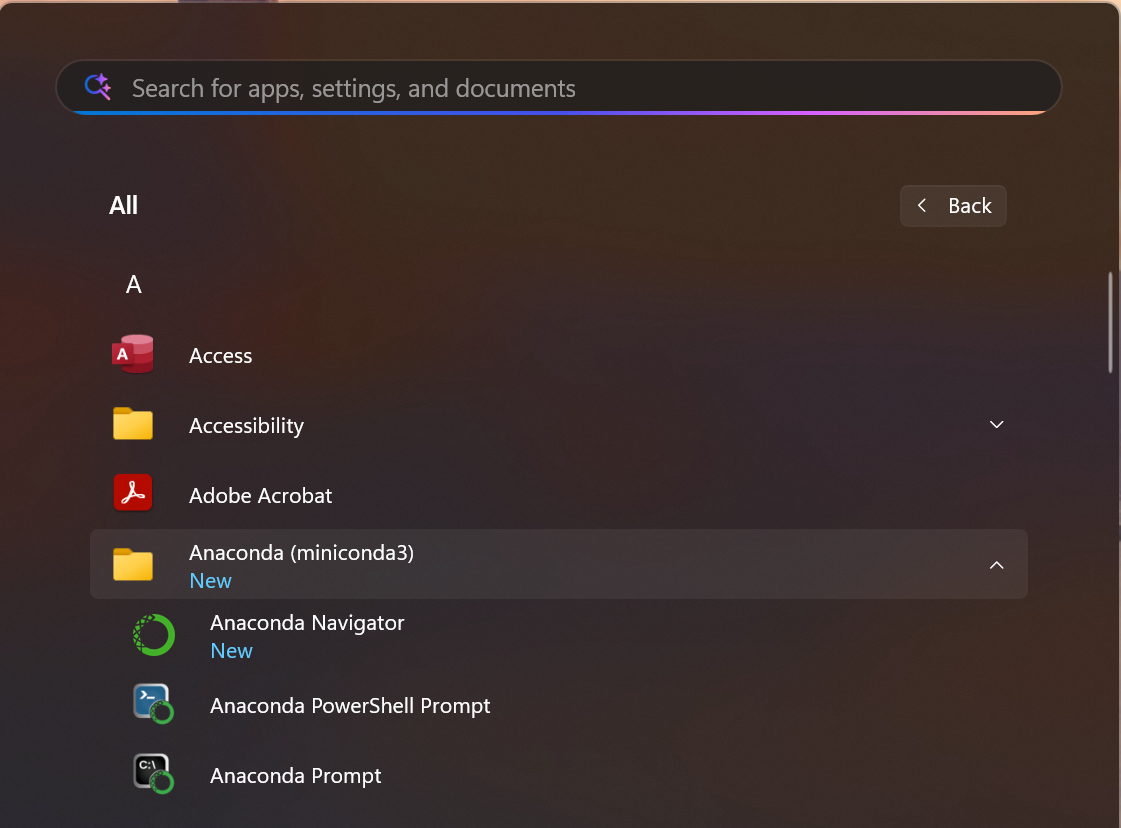 Search for apps, settings, and documents
All
Back
A
A
Access
Accessibility
Adobe Acrobat
Anaconda (miniconda3)
New
Anaconda Navigator
New
Anaconda PowerShell Prompt
C:\
Anaconda Prompt